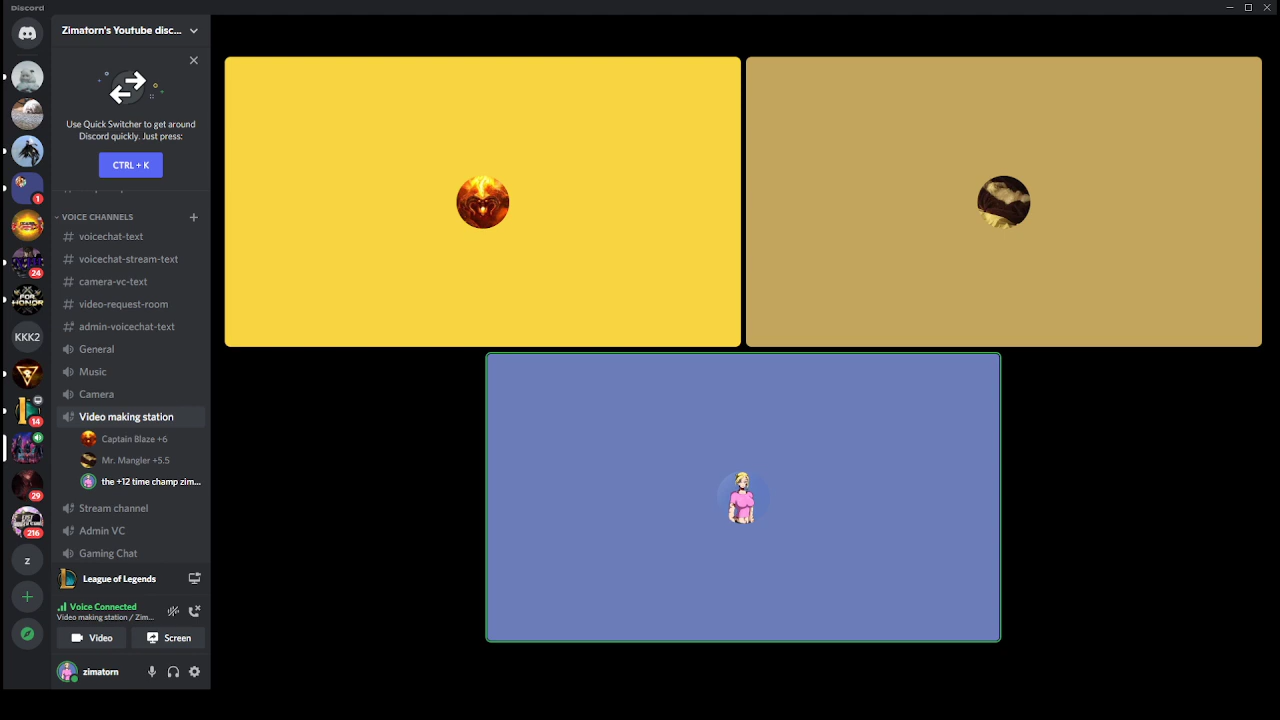 Discord
Zimatorn's Youtube disc...
Use Quick Switcher to get around
Discord quickly. Just press:
CTRL + K
VOICE CHANNELS
voicechat-text
voicechat-stream-text
camera-vc-text
video-request-room
admin-voicechat-text
General
Music
Camera
Video making station
Captain Blaze +6
Mr. Mangler +5.5
the +12 time champ zim...
Stream channel
Admin VC
Gaming Chat
League of Legends
Voice Connected
Video making station / Zim...
Video
Screen
zimatorn
1
24
FOR
HONOR
KKK2
14
29
216
z